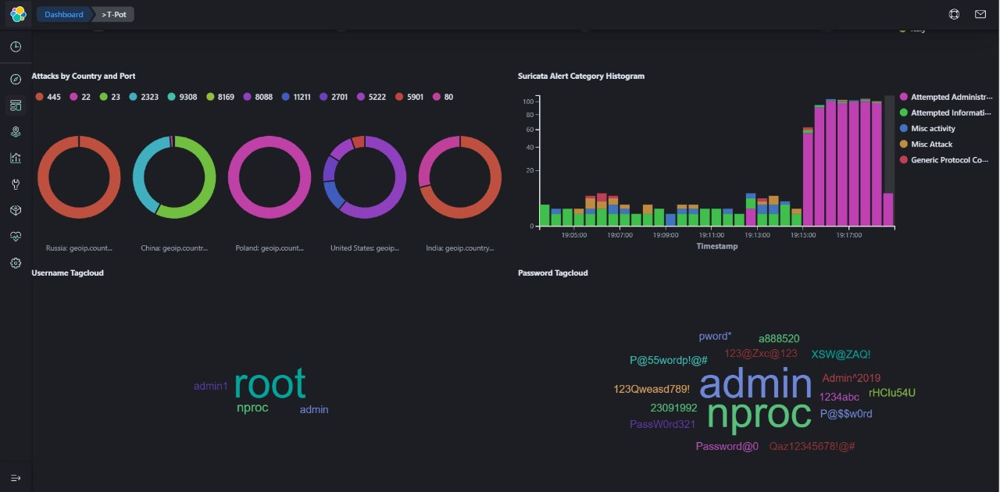 Dashboard
>T-Pot
Attacks by Country and Port
445 22 23 2323 9308 8169 8088 11211 2701 5222 5901 80
Russia: geoip.count...
China: geoip.countr...
Poland: geoip.count...
United States: geoip...
India: geoip.country...
Suricata Alert Category Histogram
100
80
60
40
20
0
19:05:00 19:07:00 19:09:00 19:11:00 19:13:00 19:15:00 19:17:00
Timestamp
Attempted Administr...
Attempted Informati...
Misc activity
Misc Attack
Generic Protocol Co...
Username Tagcloud
root
admin1
nproc
admin
Password Tagcloud
pword*
a888520
123@Zxc@123
XSW@ZAQ!
P@55wordp!@#
admin
Admin^2019
123Qweasd789!
1234abc
rHCIu54U
23091992
nproc
P@$$w0rd
PassW0rd321
Password@0
Qaz12345678!@#